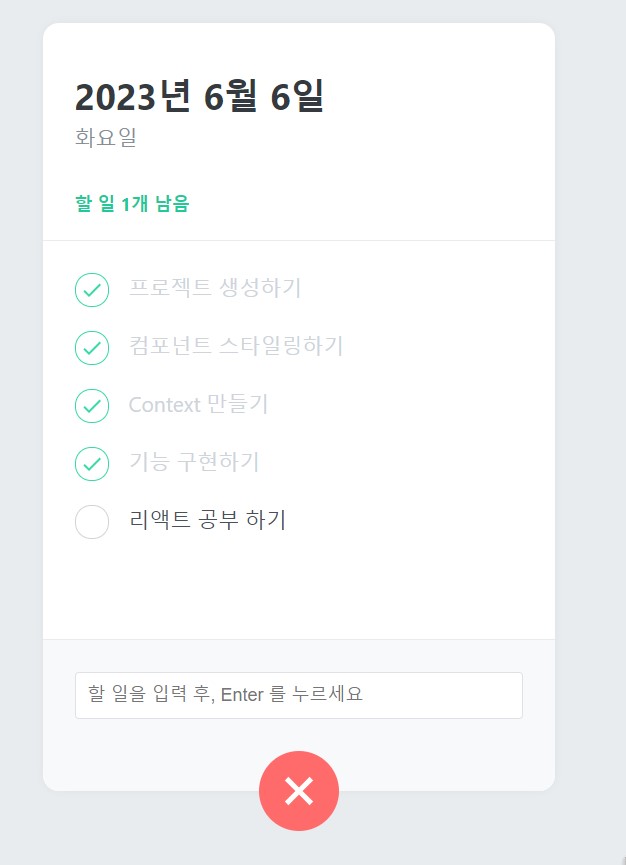 2023년 6월 6일
화요일
할 일 1개 남음
프로젝트 생성하기
컴포넌트 스타일링하기
Context 만들기
기능 구현하기
리액트 공부 하기
할 일을 입력 후, Enter 를 누르세요